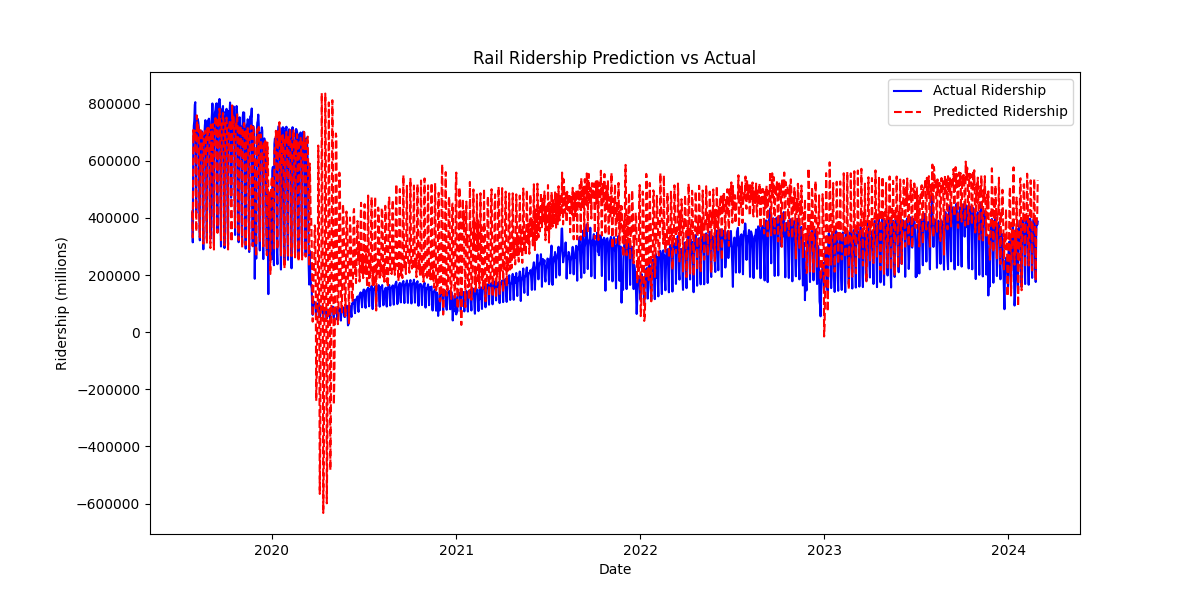 Rail Ridership Prediction vs Actual
Actual Ridership
Predicted Ridership
Ridership (millions)
800000
600000
400000
200000
0
−200000
−400000
−600000
2020 2021 2022 2023 2024
Date